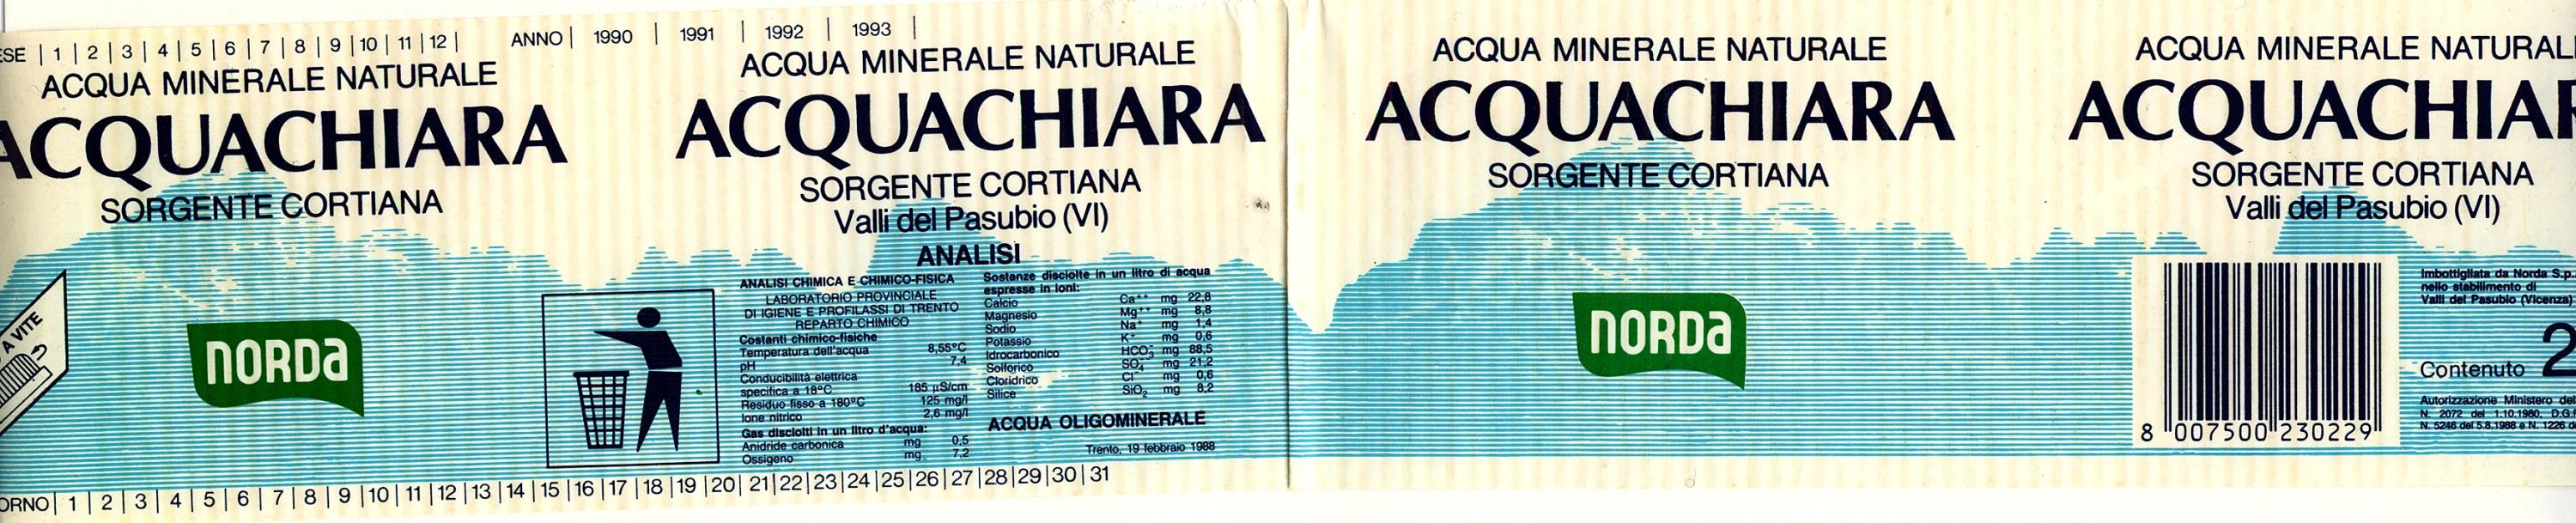 ESE | 1 | 2 | 3 | 4 | 5 | 6 | 7 | 8 | 9 | 10 | 11 | 12 |
ANNO | 1990 | 1991 | 1992 | 1993 |
ACQUA MINERALE NATURALE
ACQUACHIARA
SORGENTE CORTIANA
A VITE
NORDa
ACQUA MINERALE NATURALE
ACQUACHIARA
SORGENTE CORTIANA
Valli del Pasubio (VI)
ANALISI
ANALISI CHIMICA E CHIMICO-FISICA
LABORATORIO PROVINCIALE
DI IGIENE E PROFILASSI DI TRENTO
REPARTO CHIMICO
Costanti chimico-fisiche
Temperatura dell'acqua 8,55°C
pH 7,4
Conducibilità elettrica
specifica a 18°C 185 µS/cm
Residuo fisso a 180°C 125 mg/l
Ione nitrico 2,6 mg/l
Gas disciolti in un litro d'acqua:
Anidride carbonica mg 0,5
Ossigeno mg 7,2
Sostanze disciolte in un litro di acqua
espresse in ioni:
Calcio Ca⁺⁺ mg 22,8
Magnesio Mg⁺⁺ mg 8,8
Sodio Na⁺ mg 1,4
Potassio K⁺ mg 0,6
Idrocarbonico HCO₃⁻ mg 88,5
Solforico SO₄⁻⁻ mg 21,2
Cloridrico Cl⁻ mg 0,6
Silice SiO₂ mg 8,2
ACQUA OLIGOMINERALE
Trento, 19 febbraio 1988
ORNO | 1 | 2 | 3 | 4 | 5 | 6 | 7 | 8 | 9 | 10 | 11 | 12 | 13 | 14 | 15 | 16 | 17 | 18 | 19 | 20 | 21 | 22 | 23 | 24 | 25 | 26 | 27 | 28 | 29 | 30 | 31
ACQUA MINERALE NATURALE
ACQUACHIARA
SORGENTE CORTIANA
NORDa
ACQUA MINERALE NATURAL
ACQUACHIAR
SORGENTE CORTIANA
Valli del Pasubio (VI)
8 007500 230229
Imbottigliata da Norda S.p.
nello stabilimento di
Valli del Pasubio (Vicenza)
Contenuto 2
Autorizzazione Ministero del
N. 2072 del 1.10.1980, D.G.
N. 5246 del 5.8.1988 e N. 1226 d